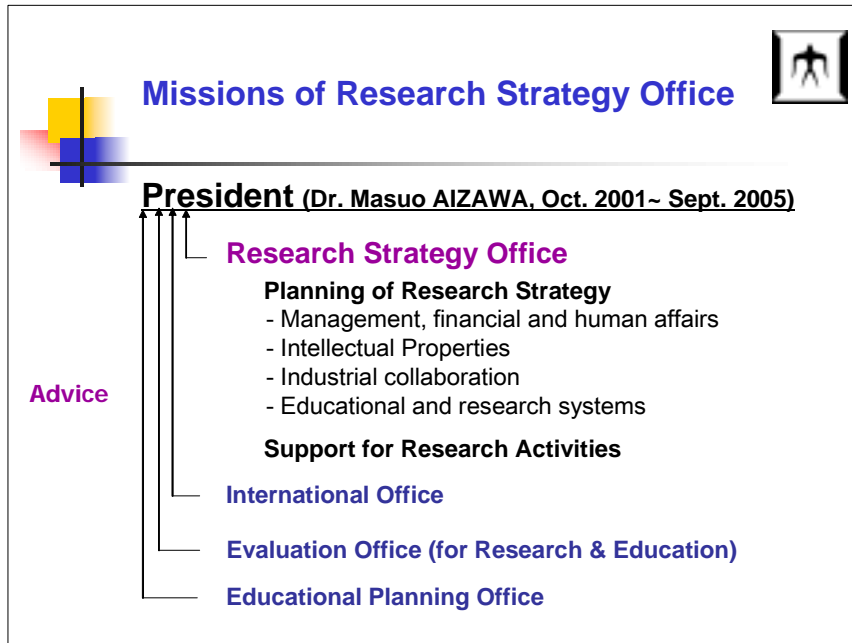 Missions of Research Strategy Office
President (Dr. Masuo AIZAWA, Oct. 2001~ Sept. 2005)
Research Strategy Office
Planning of Research Strategy
- Management, financial and human affairs
- Intellectual Properties
- Industrial collaboration
- Educational and research systems
Advice
Support for Research Activities
International Office
Evaluation Office (for Research & Education)
Educational Planning Office